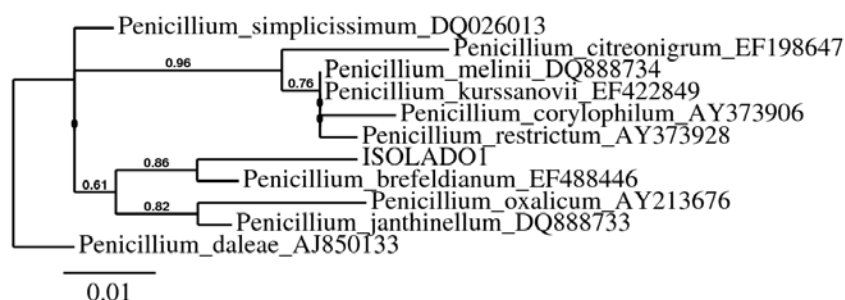 Penicillium_simplicissimum_DQ026013
Penicillium_citreonigrum_EF198647
0.96
Penicillium_melinii_DQ888734
0.76
Penicillium_kurssanovii_EF422849
Penicillium_corylophilum_AY373906
Penicillium_restrictum_AY373928
ISOLADO1
0.86
Penicillium_brefeldianum_EF488446
0.61
Penicillium_oxalicum_AY213676
0.82
Penicillium_janthinellum_DQ888733
Penicillium_daleae_AJ850133
0.01